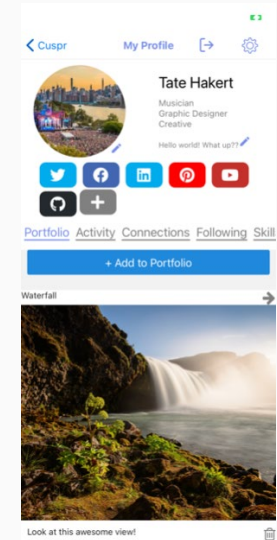 Cuspr My Profile
Tate Hakert
Musician
Graphic Designer
Creative
Hello world! What up??
Portfolio Activity Connections Following Skill
+ Add to Portfolio
Waterfall
Look at this awesome view!